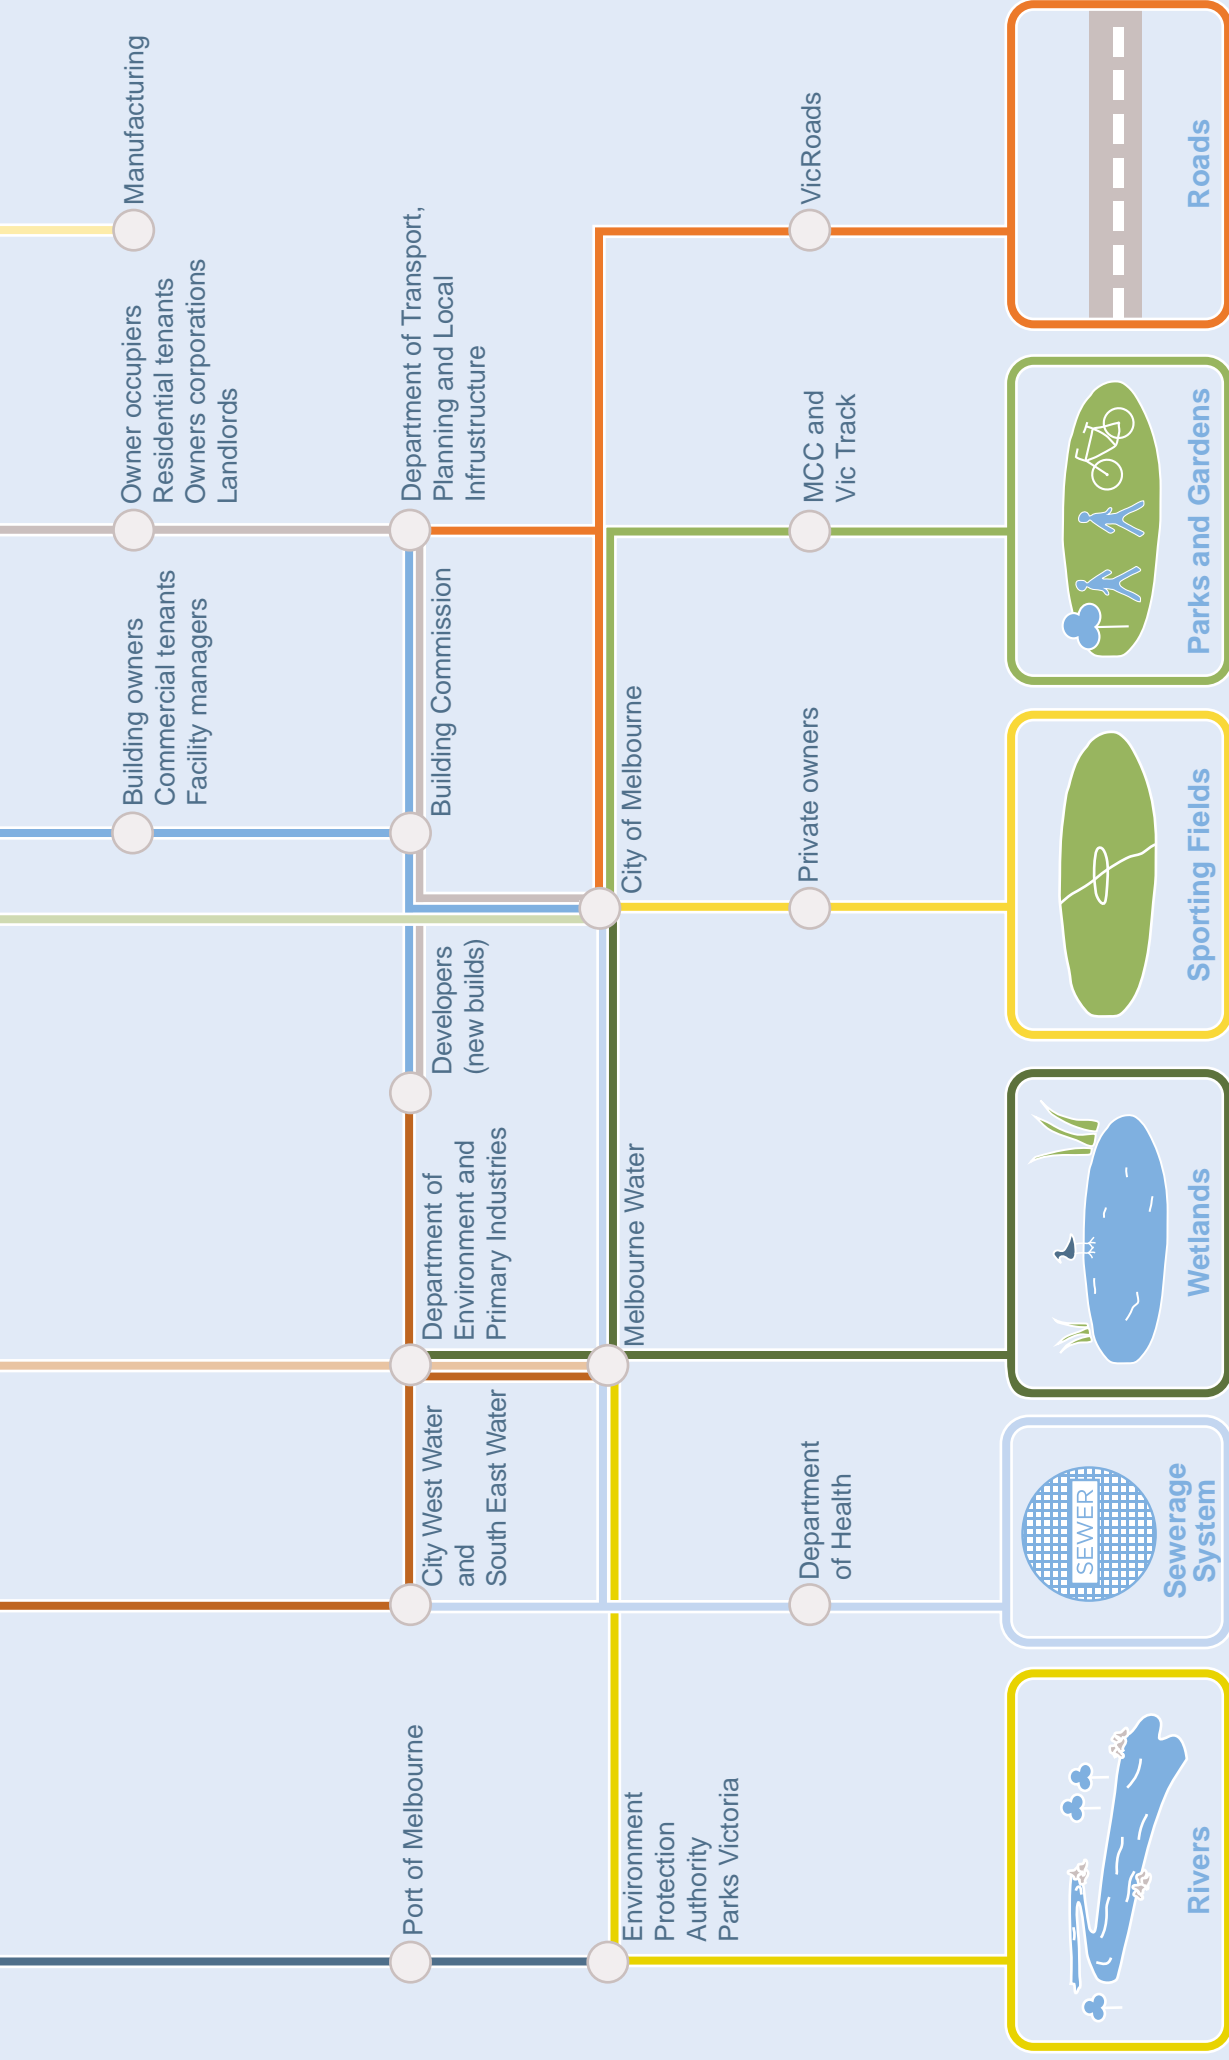 Manufacturing
Owner occupiers
Residential tenants
Owners corporations
Landlords
Building owners
Commercial tenants
Facility managers
Department of Transport,
Planning and Local
Infrustructure
Building Commission
Developers
(new builds)
Department of
Environment and
Primary Industries
City West Water
and
South East Water
Port of Melbourne
City of Melbourne
Melbourne Water
Environment
Protection
Authority
Parks Victoria
VicRoads
MCC and
Vic Track
Private owners
Department
of Health
Roads
Parks and Gardens
Sporting Fields
Wetlands
SEWER
Sewerage
System
Rivers